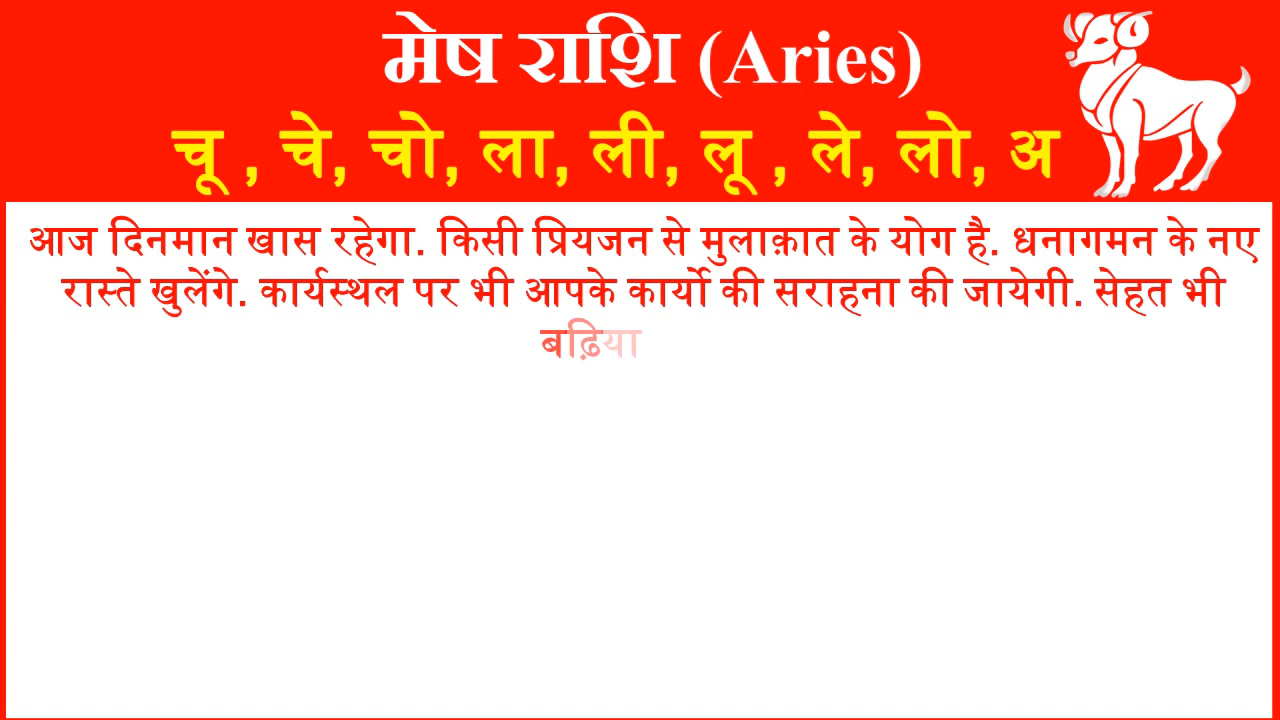 मेष राशि (Aries)
चू , चे, चो, ला, ली, लू , ले, लो, अ
आज दिनमान खास रहेगा. किसी प्रियजन से मुलाक़ात के योग है. धनागमन के नए
रास्ते खुलेंगे. कार्यस्थल पर भी आपके कार्यो की सराहना की जायेगी. सेहत भी
बढ़िया